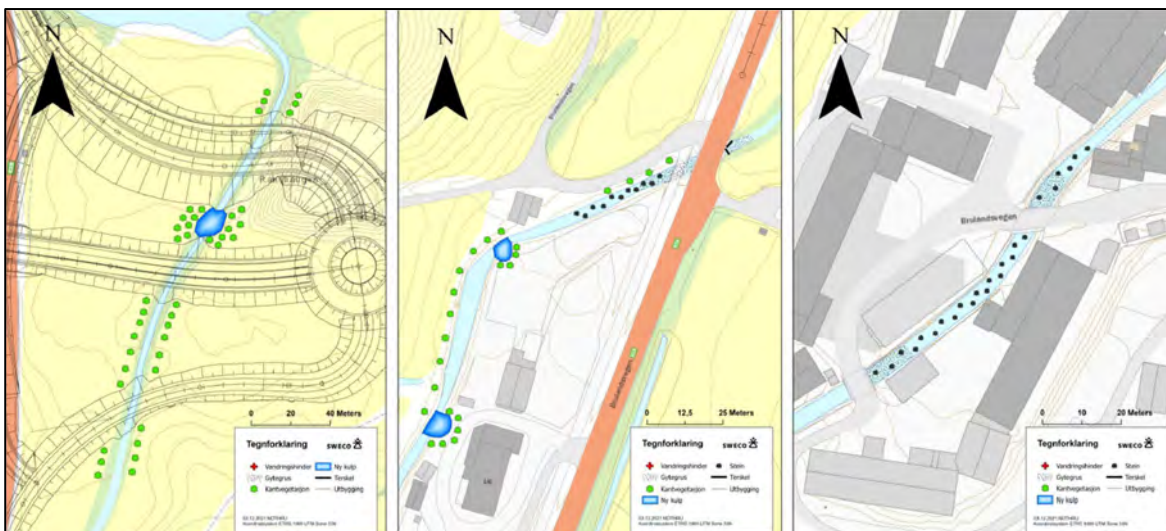 N
Ramshaugen
0 20 40 Meters
Tegnforklaring SWECO
Vandringshinder Ny kulp
Gytegrus Terskel
Kantvegetasjon Utbygging
N
Brulandsvegen
Brulandsvegen
0 12,5 25 Meters
Tegnforklaring SWECO
Vandringshinder Stein
Gytegrus Terskel
Kantvegetasjon Utbygging
Ny kulp
N
Brulandsvegen
0 10 20 Meters
Tegnforklaring SWECO
Vandringshinder Stein
Gytegrus Terskel
Kantvegetasjon Utbygging
Ny kulp